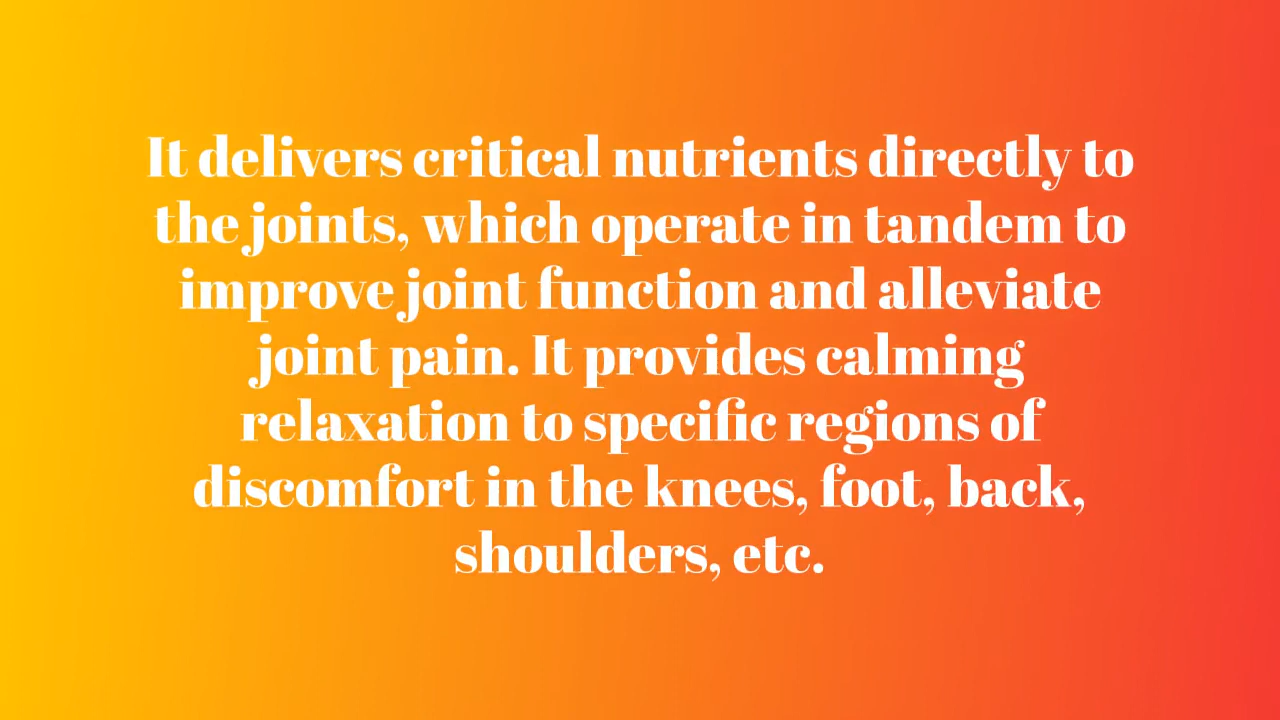 It delivers critical nutrients directly to
the joints, which operate in tandem to
improve joint function and alleviate
joint pain. It provides calming
relaxation to specific regions of
discomfort in the knees, foot, back,
shoulders, etc.